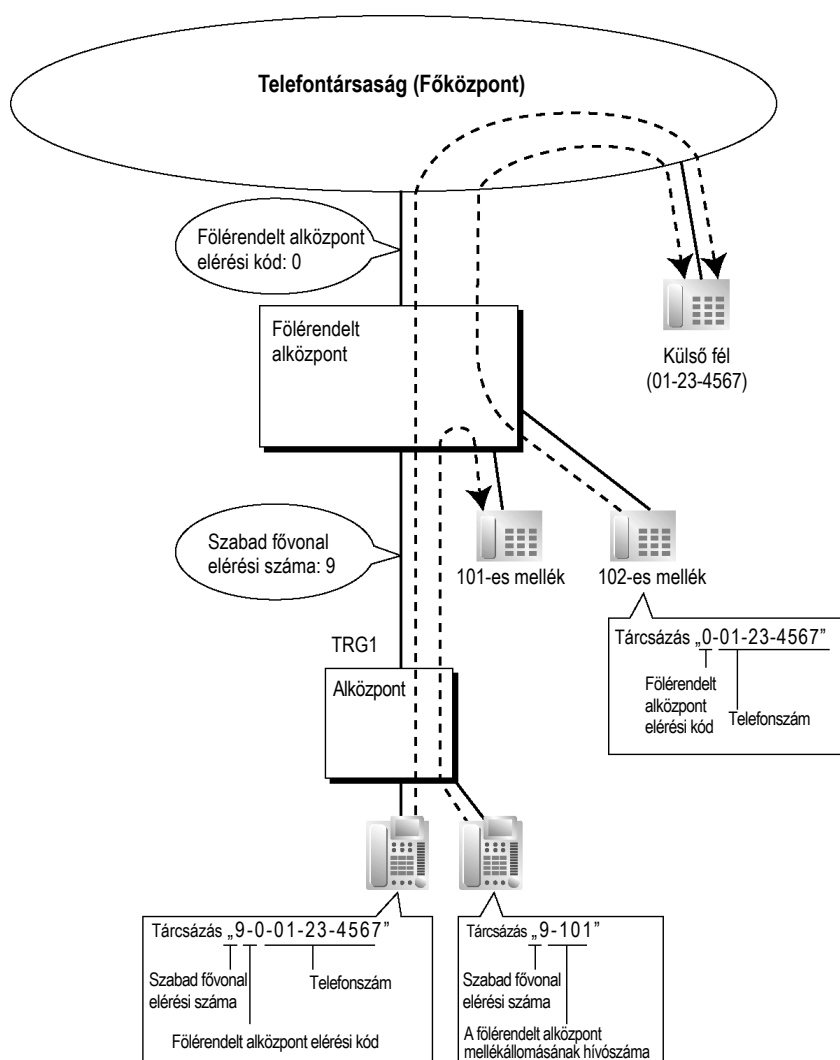 Telefontársaság (Főközpont)
Fölérendelt alközpont
elérési kód: 0
Fölérendelt
alközpont
Külső fél
(01-23-4567)
Szabad fővonal
elérési száma: 9
101-es mellék
102-es mellék
TRG1
Alközpont
Tárcsázás „0-01-23-4567”
Fölérendelt
alközpont
elérési kód
Telefonszám
Tárcsázás „9-0-01-23-4567”
Szabad fővonal
elérési száma
Telefonszám
Fölérendelt alközpont elérési kód
Tárcsázás „9-101”
Szabad fővonal
elérési száma
A fölérendelt alközpont
mellékállomásának hívószáma